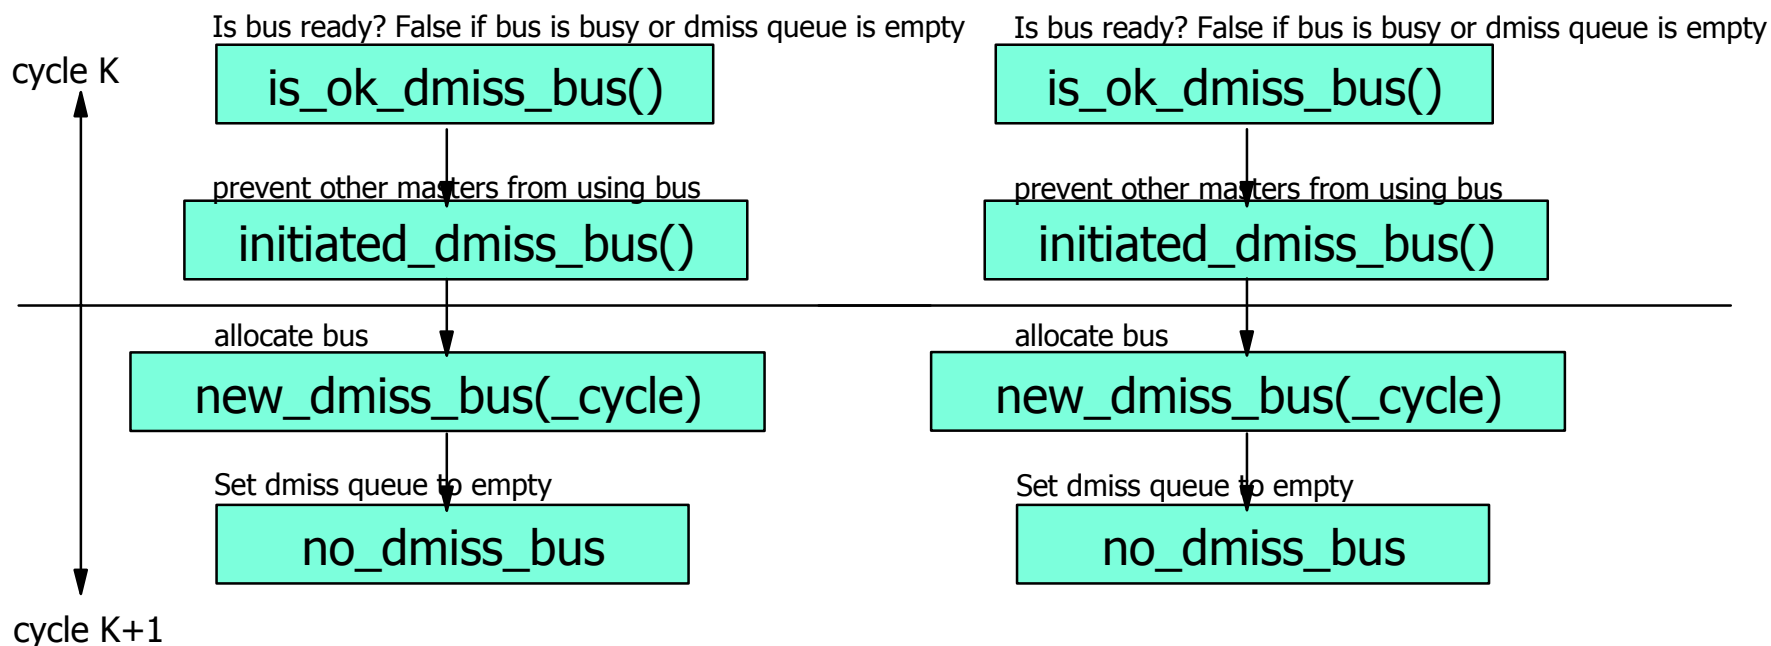 Is bus ready? False if bus is busy or dmiss queue is empty
Is bus ready? False if bus is busy or dmiss queue is empty
cycle K
is_ok_dmiss_bus()
is_ok_dmiss_bus()
prevent other masters from using bus
prevent other masters from using bus
initiated_dmiss_bus()
initiated_dmiss_bus()
allocate bus
allocate bus
new_dmiss_bus(_cycle)
new_dmiss_bus(_cycle)
Set dmiss queue to empty
Set dmiss queue to empty
no_dmiss_bus
no_dmiss_bus
cycle K+1